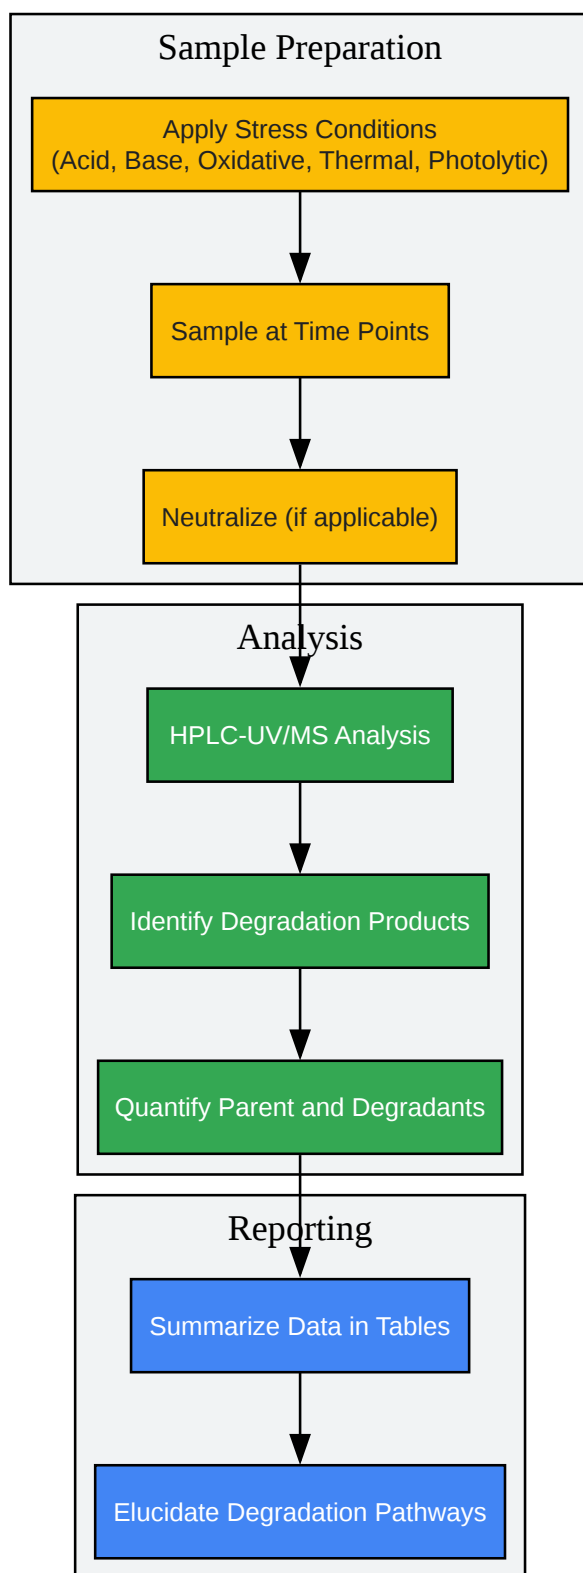 Sample Preparation
Apply Stress Conditions
(Acid, Base, Oxidative, Thermal, Photolytic)
Sample at Time Points
Neutralize (if applicable)
Analysis
HPLC-UV/MS Analysis
Identify Degradation Products
Quantify Parent and Degradants
Reporting
Summarize Data in Tables
Elucidate Degradation Pathways